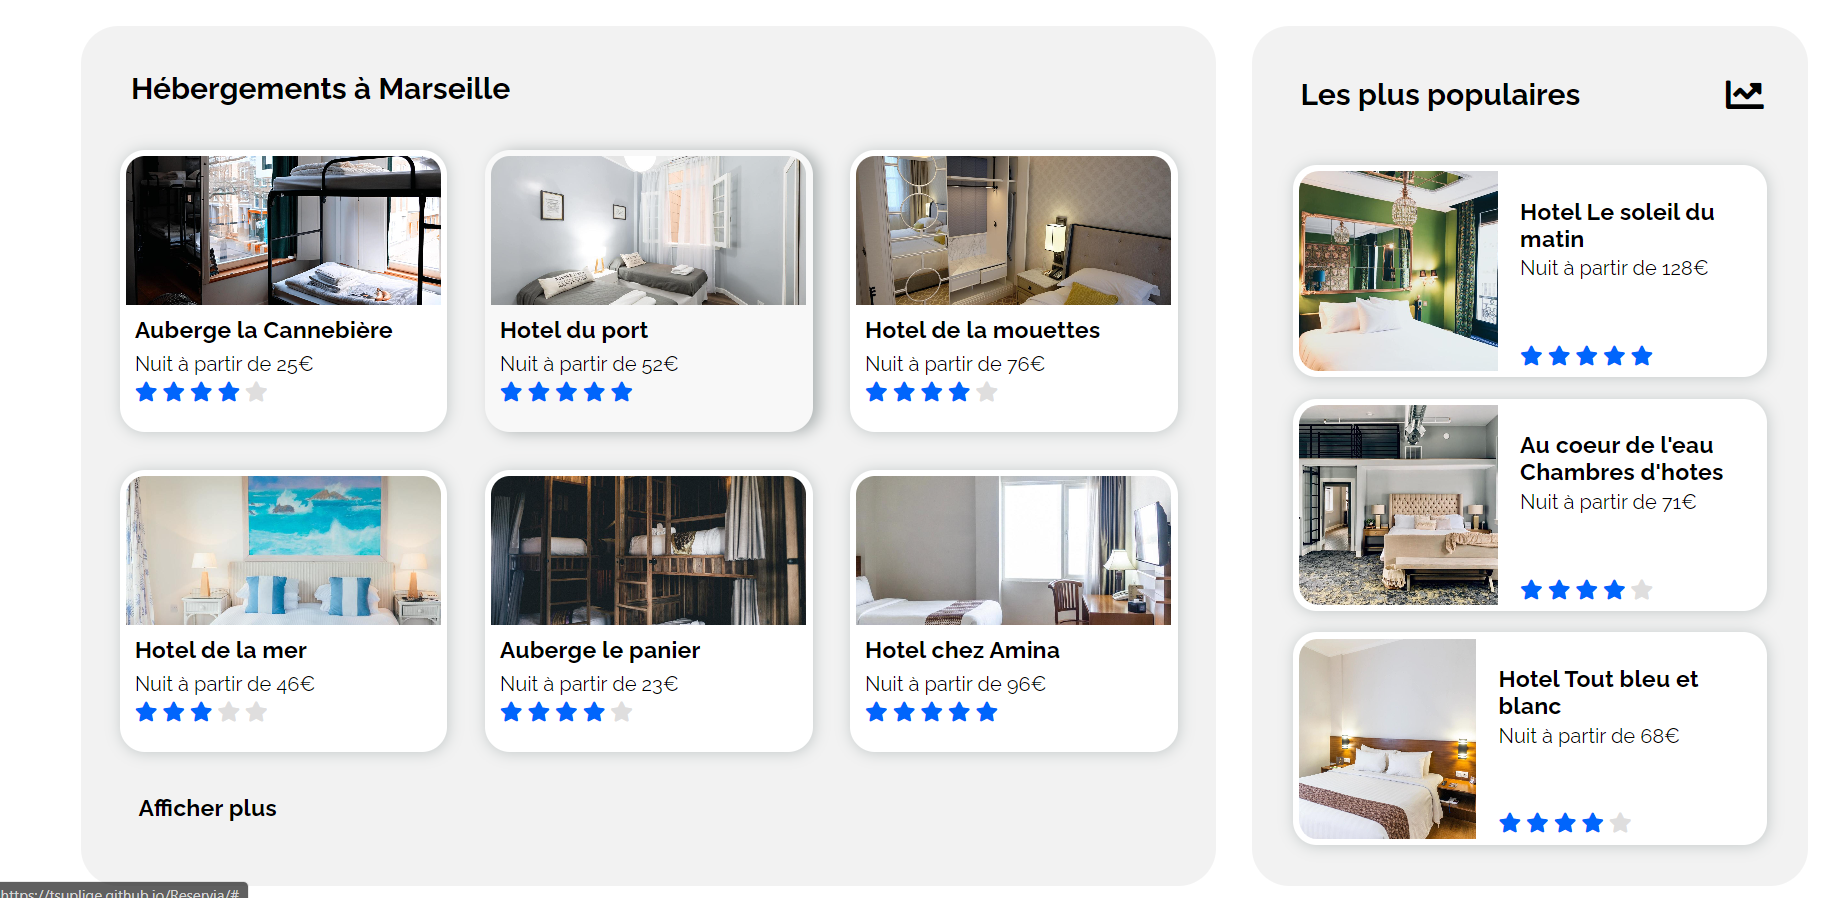 Hébergements à Marseille
Auberge la Cannebière
Nuit à partir de 25€
Hotel du port
Nuit à partir de 52€
Hotel de la mouettes
Nuit à partir de 76€
Hotel de la mer
Nuit à partir de 46€
Auberge le panier
Nuit à partir de 23€
Hotel chez Amina
Nuit à partir de 96€
Afficher plus
Les plus populaires
Hotel Le soleil du
matin
Nuit à partir de 128€
Au coeur de l'eau
Chambres d'hotes
Nuit à partir de 71€
Hotel Tout bleu et
blanc
Nuit à partir de 68€
https://tsuplige.github.io/Reservia/#